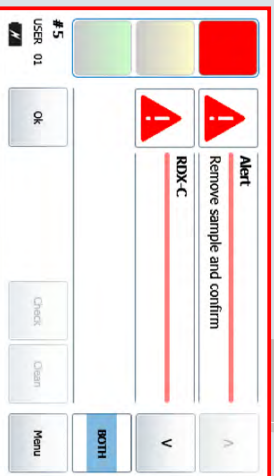 Alert
Remove sample and confirm
RDX-C
BOTH
#5
USER 01
Ok
Check
Clean
Menu